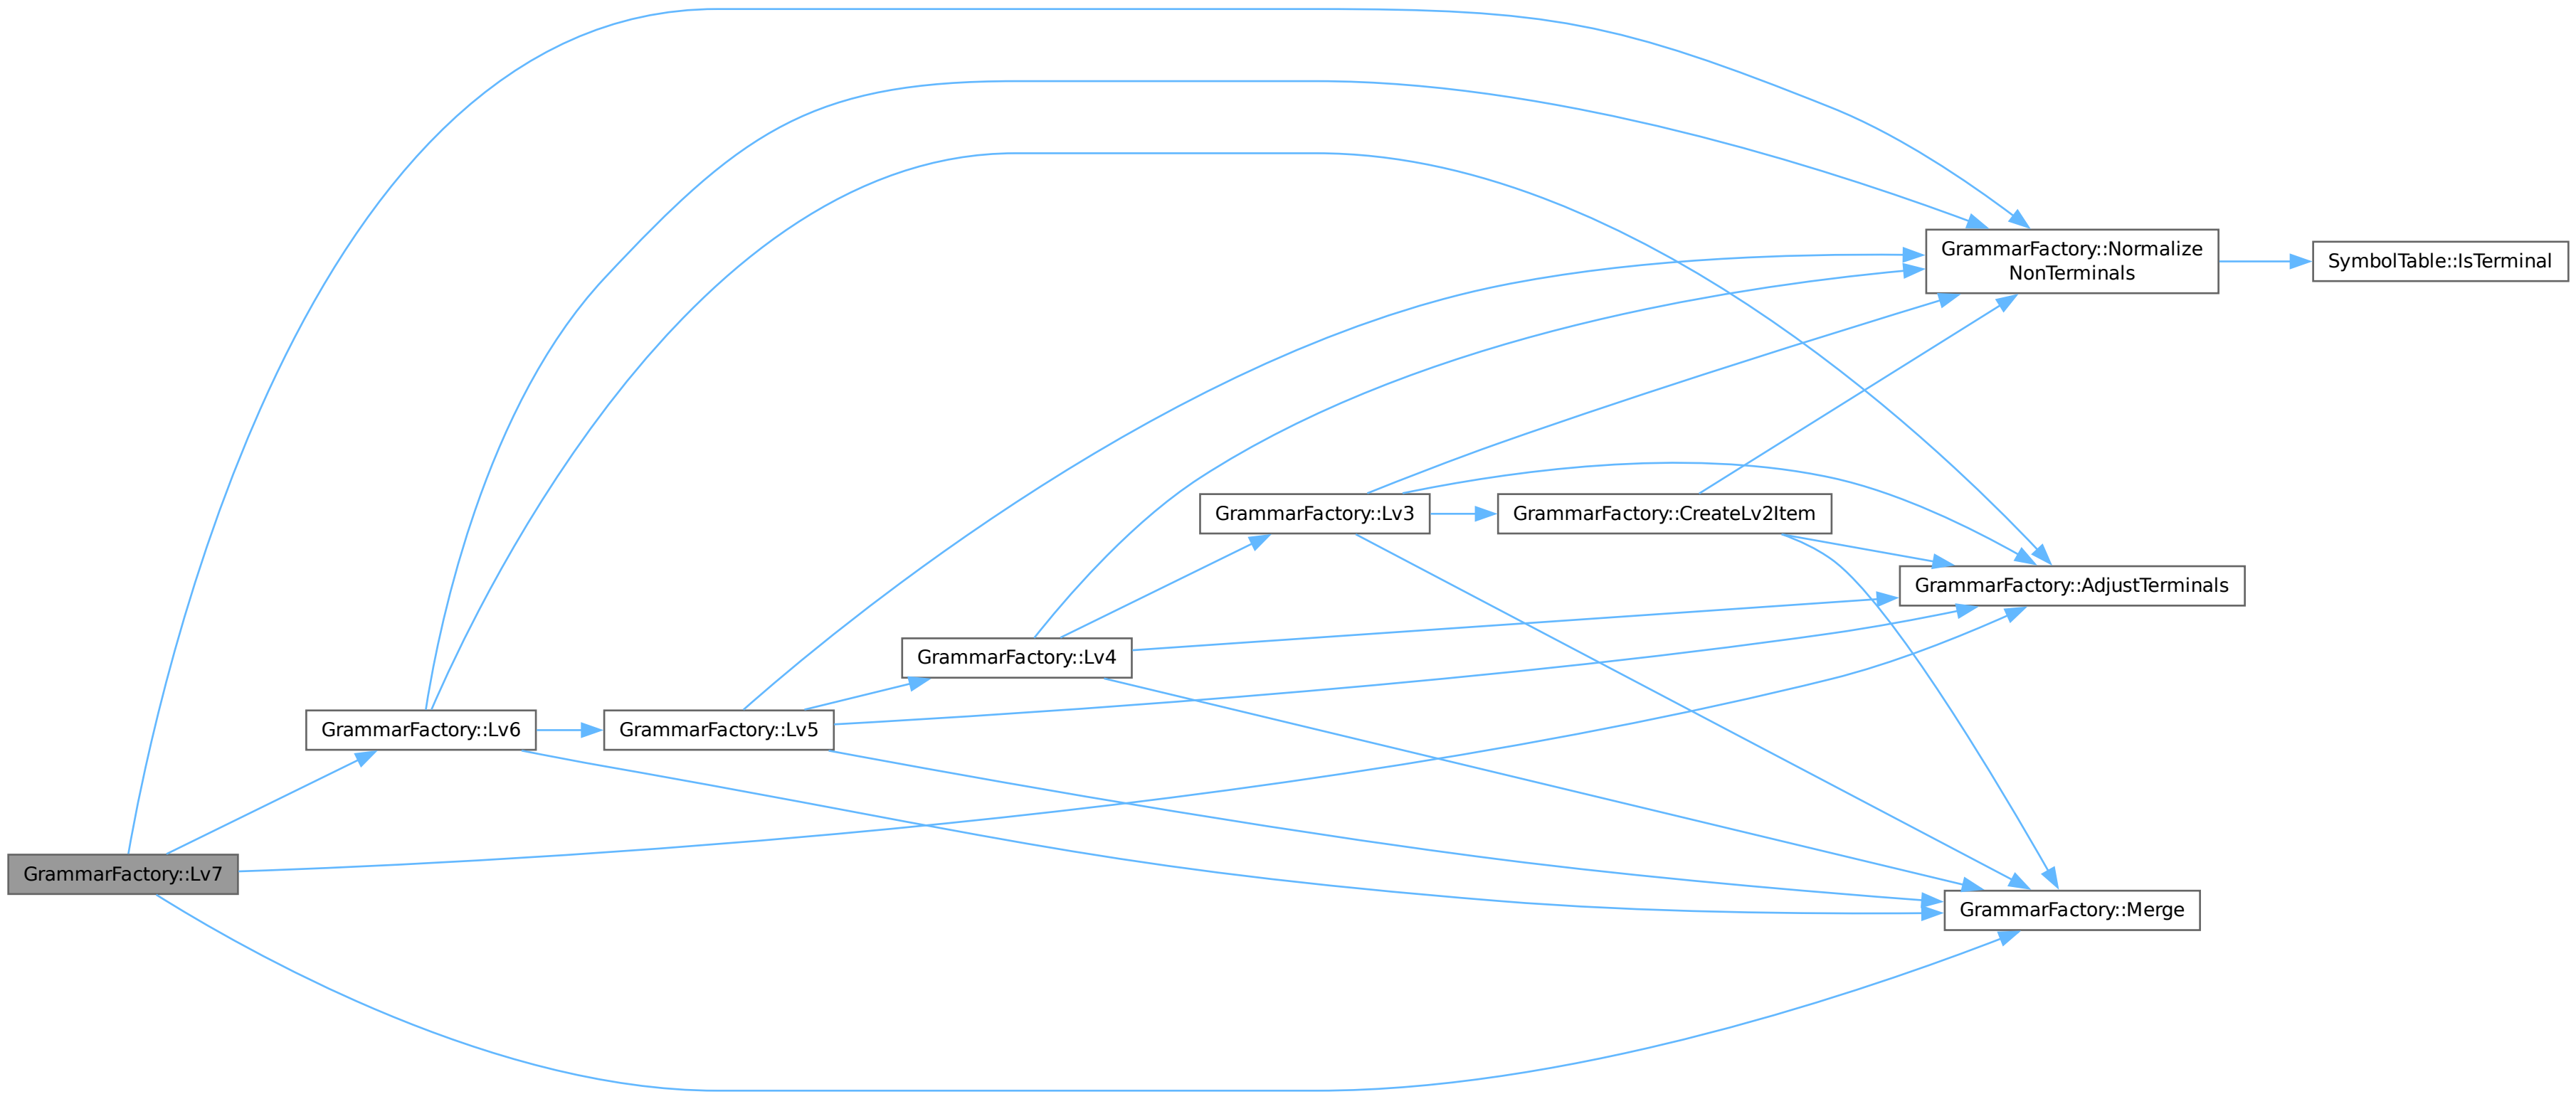 GrammarFactory::Normalize
NonTerminals
SymbolTable::IsTerminal
GrammarFactory::Lv3
GrammarFactory::CreateLv2Item
GrammarFactory::AdjustTerminals
GrammarFactory::Lv4
GrammarFactory::Lv6
GrammarFactory::Lv5
GrammarFactory::Lv7
GrammarFactory::Merge